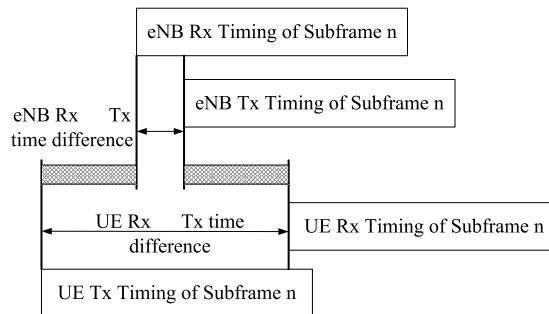 eNB Rx Timing of Subframe n
eNB Tx Timing of Subframe n
eNB Rx Tx
time difference
UE Rx Tx time
difference
UE Rx Timing of Subframe n
UE Tx Timing of Subframe n